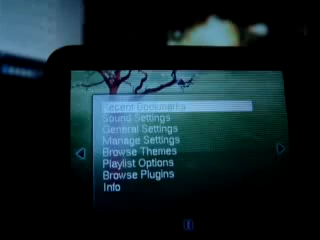 Recent Bookmarks
Sound Settings
General Settings
Manage Settings
Browse Themes
Playlist Options
Browse Plugins
Info